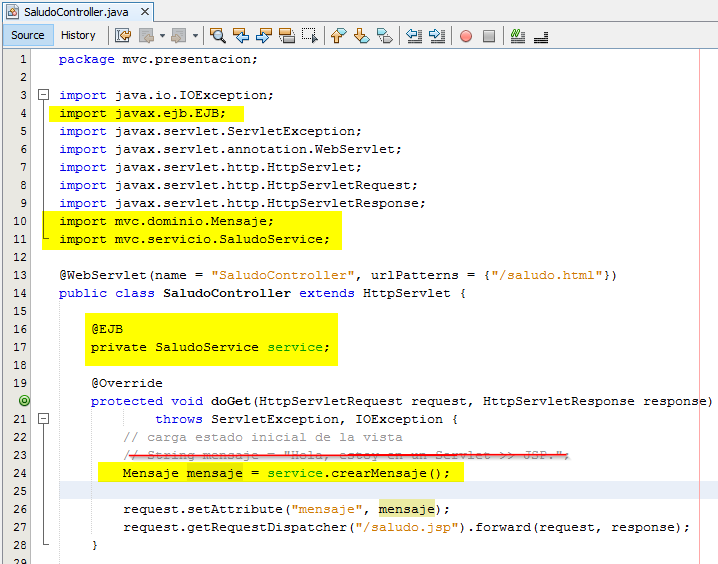 SaludoController.java
Source History
1 package mvc.presentacion;
2
3 import java.io.IOException;
4 import javax.ejb.EJB;
5 import javax.servlet.ServletException;
6 import javax.servlet.annotation.WebServlet;
7 import javax.servlet.http.HttpServlet;
8 import javax.servlet.http.HttpServletRequest;
9 import javax.servlet.http.HttpServletResponse;
10 import mvc.dominio.Mensaje;
11 import mvc.servicio.SaludoService;
12
13 @WebServlet(name = "SaludoController", urlPatterns = {"/saludo.html"})
14 public class SaludoController extends HttpServlet {
15
16 @EJB
17 private SaludoService service;
18
19 @Override
protected void doGet(HttpServletRequest request, HttpServletResponse response)
21 throws ServletException, IOException {
22 // carga estado inicial de la vista
23 // String mensaje = "Hola, estoy en un Servlet >> JSP.";
24 Mensaje mensaje = service.crearMensaje();
25
26 request.setAttribute("mensaje", mensaje);
27 request.getRequestDispatcher("/saludo.jsp").forward(request, response);
28 }
29